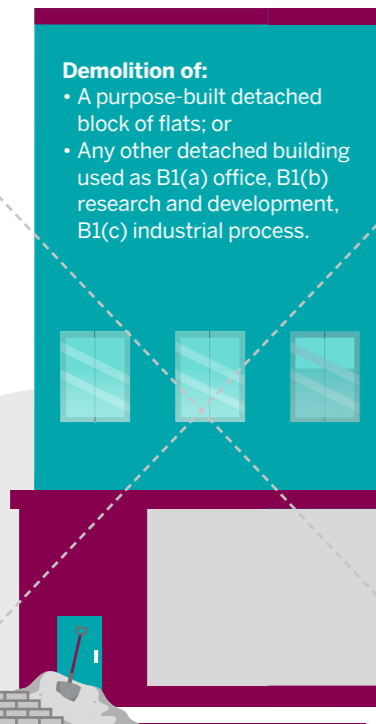 Demolition of:
• A purpose-built detached
block of flats; or
• Any other detached building
used as B1(a) office, B1(b)
research and development,
B1(c) industrial process.